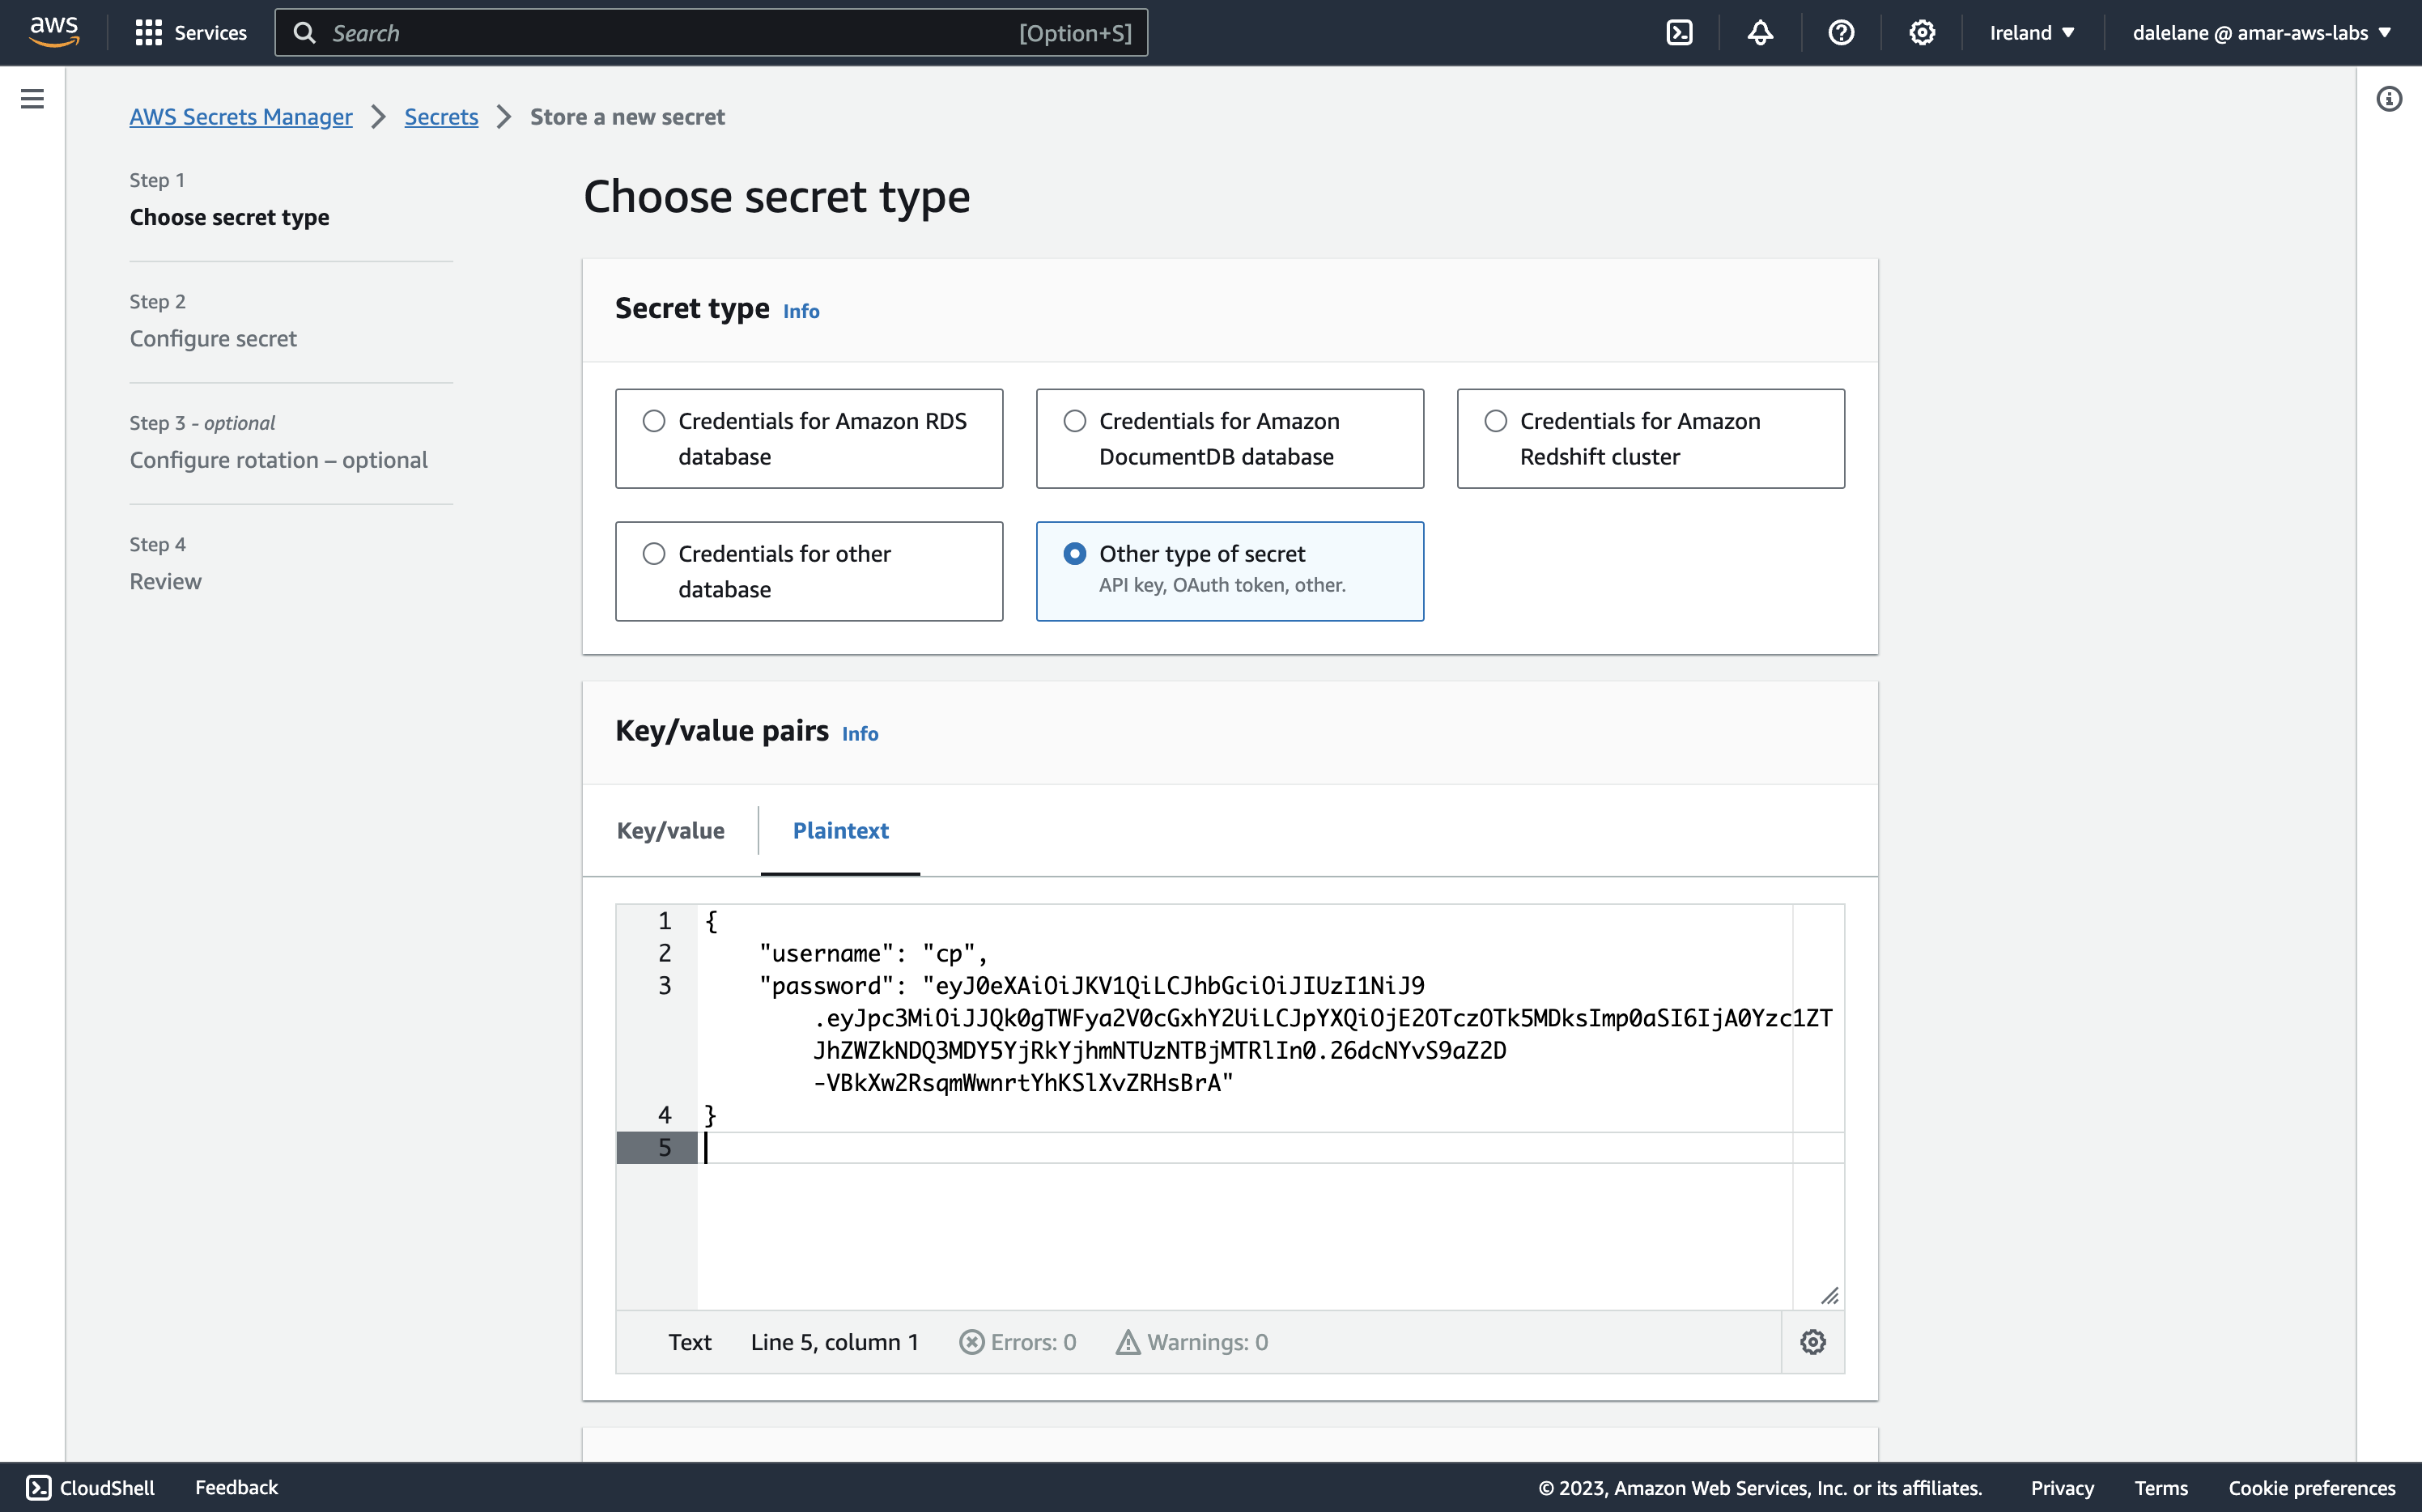 aws
Services
Search
[Option+S]
Ireland
dalelane @ amar-aws-labs
AWS Secrets Manager
Secrets
Store a new secret
Step 1
Choose secret type
Step 2
Configure secret
Step 3 - optional
Configure rotation – optional
Step 4
Review
Choose secret type
Secret type Info
Credentials for Amazon RDS
database
Credentials for Amazon
DocumentDB database
Credentials for Amazon
Redshift cluster
Credentials for other
database
Other type of secret
API key, OAuth token, other.
Key/value pairs Info
Key/value
Plaintext
1 {
2 "username": "cp",
3 "password": "eyJ0eXAiOiJKV1QiLCJhbGciOiJIUzI1NiJ9
.eyJpc3MiOiJJQk0gTWFya2V0cGxhY2UiLCJpYXQiOjE2OTczOTk5MDksImp0aSI6IjA0Yzc1ZT
JhZWZkNDQ3MDY5YjRkYjhmNTUzNTBjMTRlIn0.26dcNYvS9aZ2D
-VBkXw2RsqmWwnrtYhKSlXvZRHsBrA"
4 }
5
Text
Line 5, column 1
Errors: 0
Warnings: 0
CloudShell
Feedback
© 2023, Amazon Web Services, Inc. or its affiliates.
Privacy
Terms
Cookie preferences